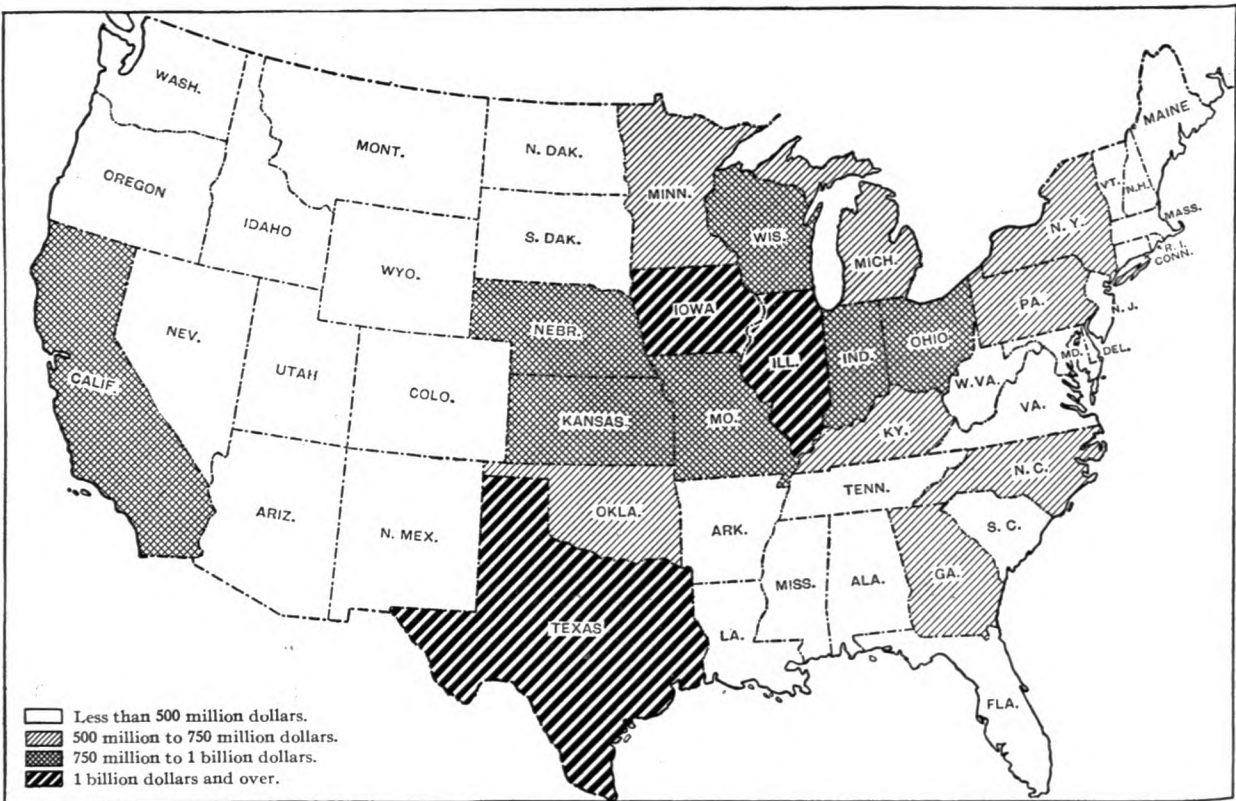 WASH.
OREGON
CALIF.
NEV.
IDAHO
MONT.
WYO.
UTAH
COLO.
ARIZ.
N. MEX.
N. DAK.
S. DAK.
NEBR.
KANSAS
OKLA.
TEXAS
MINN.
IOWA
MO.
ARK.
LA.
WIS.
ILL.
MICH.
IND.
OHIO
KY.
TENN.
MISS.
ALA.
GA.
FLA.
S. C.
N. C.
VA.
W.VA.
MD.
DEL.
PA.
N. J.
N. Y.
CONN.
R. I.
MASS.
VT.
N.H.
MAINE
Less than 500 million dollars.
500 million to 750 million dollars.
750 million to 1 billion dollars.
1 billion dollars and over.